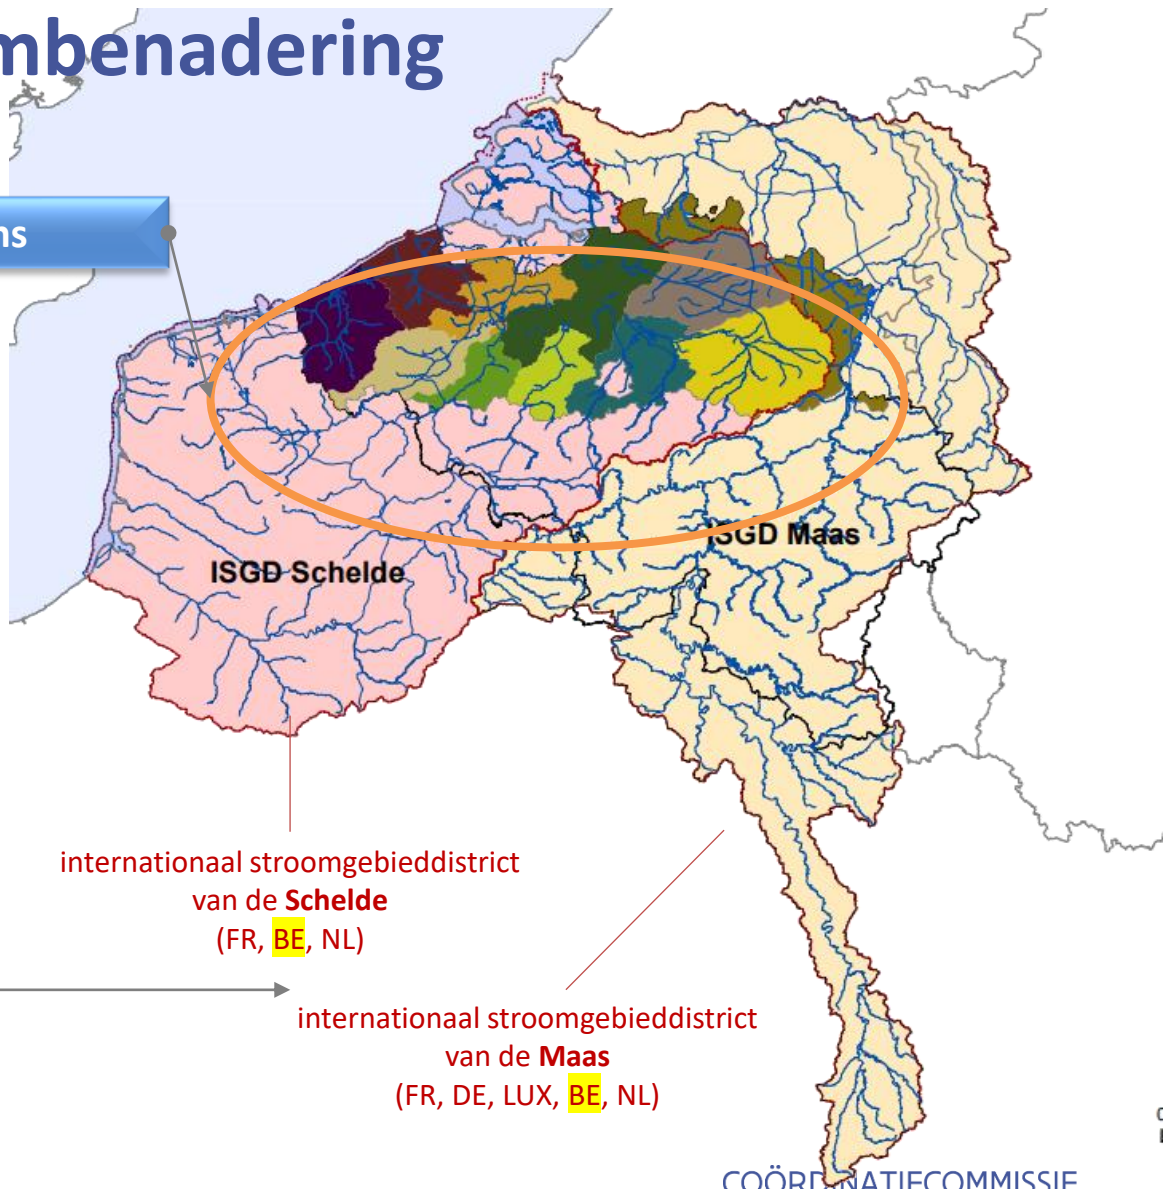 mbenadering
ns
ISGD Schelde
ISGD Maas
internationaal stroomgebieddistrict
van de Schelde
(FR, BE, NL)
internationaal stroomgebieddistrict
van de Maas
(FR, DE, LUX, BE, NL)
COÖRDINATIECOMMISSIE